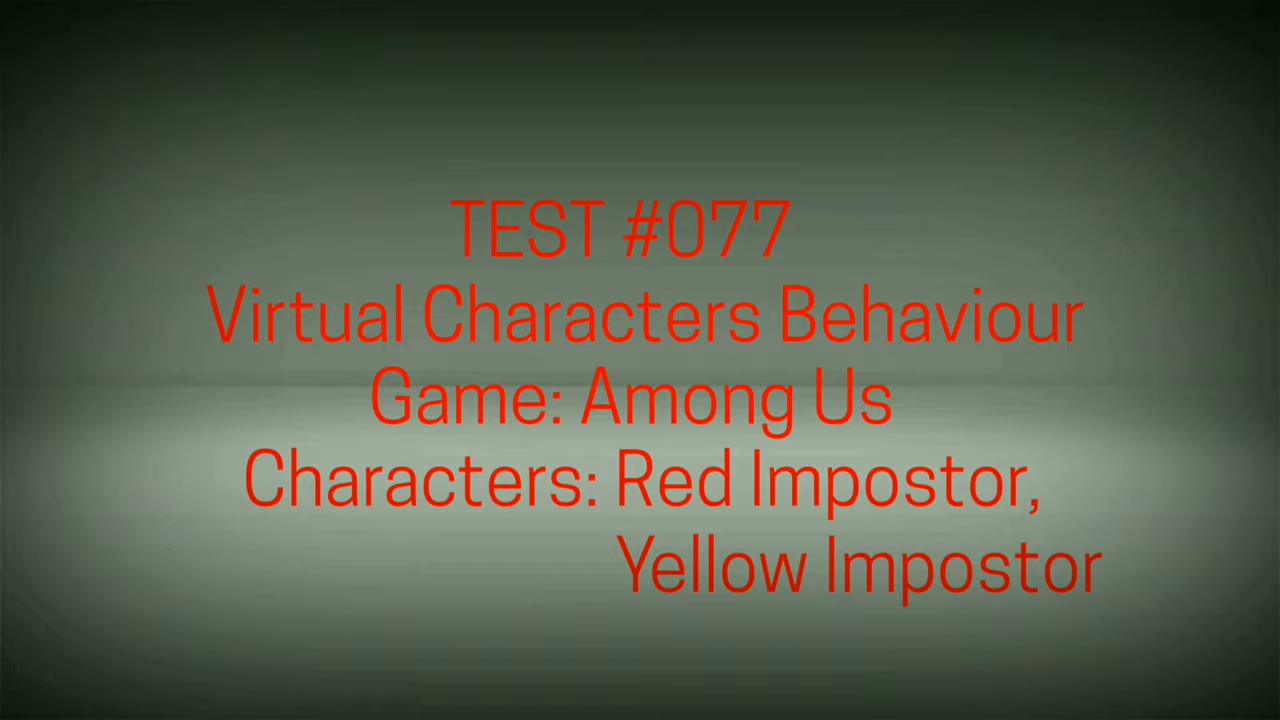 TEST #077
Virtual Characters Behaviour
Game: Among Us
Characters: Red Impostor,
Yellow Impostor